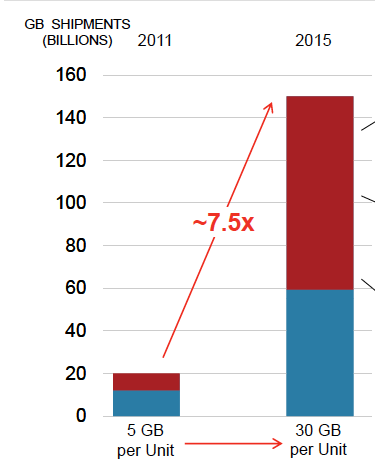 GB SHIPMENTS
(BILLIONS)
2011
2015
160
140
120
100
80
60
40
20
0
~7.5x
5 GB
per Unit
30 GB
per Unit